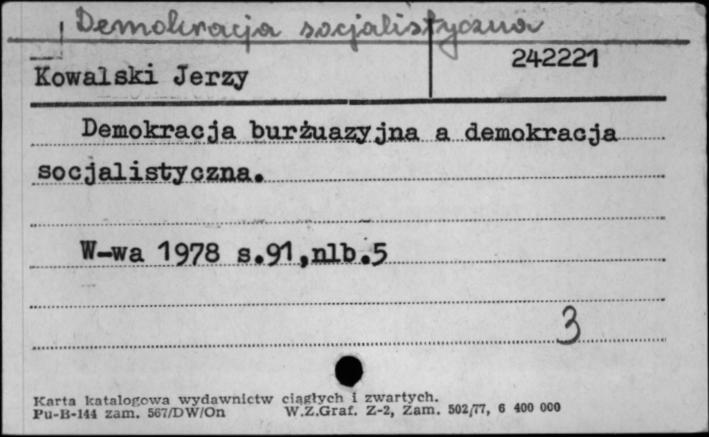 Demokracja socjalistyczna
242221
Kowalski Jerzy
Demokracja burżuazyjna a demokracja
socjalistyczna.
W-wa 1978 s.91,nlb.5
3
Karta katalogowa wydawnictw ciągłych i zwartych.
Pu-B-144 zam. 567/DW/On W.Z.Graf. Z-2, Zam. 502/77, 6 400 000